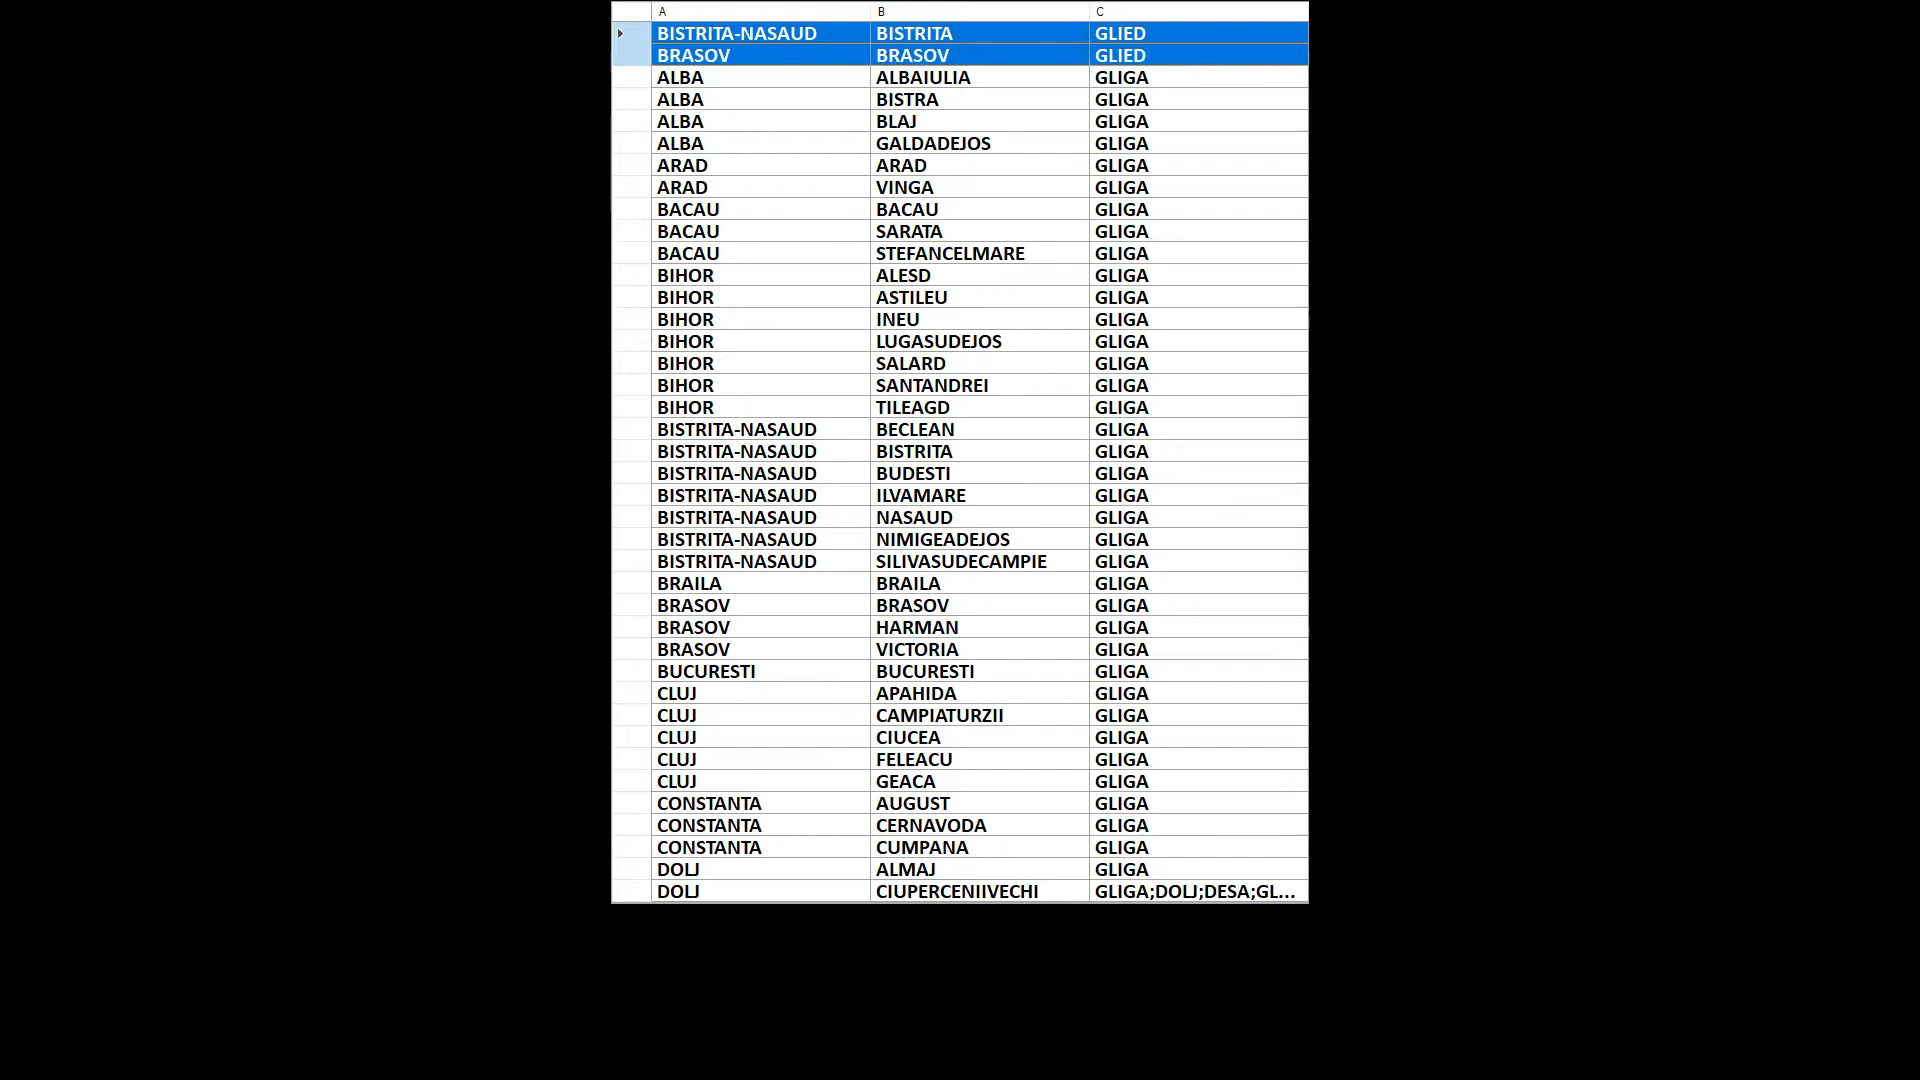 A B C
BISTRITA-NASAUD BISTRITA GLIED
BRASOV BRASOV GLIED
ALBA ALBAIULIA GLIGA
ALBA BISTRA GLIGA
ALBA BLAJ GLIGA
ALBA GALDADEJOS GLIGA
ARAD ARAD GLIGA
ARAD VINGA GLIGA
BACAU BACAU GLIGA
BACAU SARATA GLIGA
BACAU STEFANCELMARE GLIGA
BIHOR ALESD GLIGA
BIHOR ASTILEU GLIGA
BIHOR INEU GLIGA
BIHOR LUGASUDEJOS GLIGA
BIHOR SALARD GLIGA
BIHOR SANTANDREI GLIGA
BIHOR TILEAGD GLIGA
BISTRITA-NASAUD BECLEAN GLIGA
BISTRITA-NASAUD BISTRITA GLIGA
BISTRITA-NASAUD BUDESTI GLIGA
BISTRITA-NASAUD ILVAMARE GLIGA
BISTRITA-NASAUD NASAUD GLIGA
BISTRITA-NASAUD NIMIGEADEJOS GLIGA
BISTRITA-NASAUD SILIVASUDECAMPIE GLIGA
BRAILA BRAILA GLIGA
BRASOV BRASOV GLIGA
BRASOV HARMAN GLIGA
BRASOV VICTORIA GLIGA
BUCURESTI BUCURESTI GLIGA
CLUJ APAHIDA GLIGA
CLUJ CAMPIATURZII GLIGA
CLUJ CIUCEA GLIGA
CLUJ FELEACU GLIGA
CLUJ GEACA GLIGA
CONSTANTA AUGUST GLIGA
CONSTANTA CERNAVODA GLIGA
CONSTANTA CUMPANA GLIGA
DOLJ ALMAJ GLIGA
DOLJ CIUPERCENIIVECHI GLIGA;DOLJ;DESA;GL...